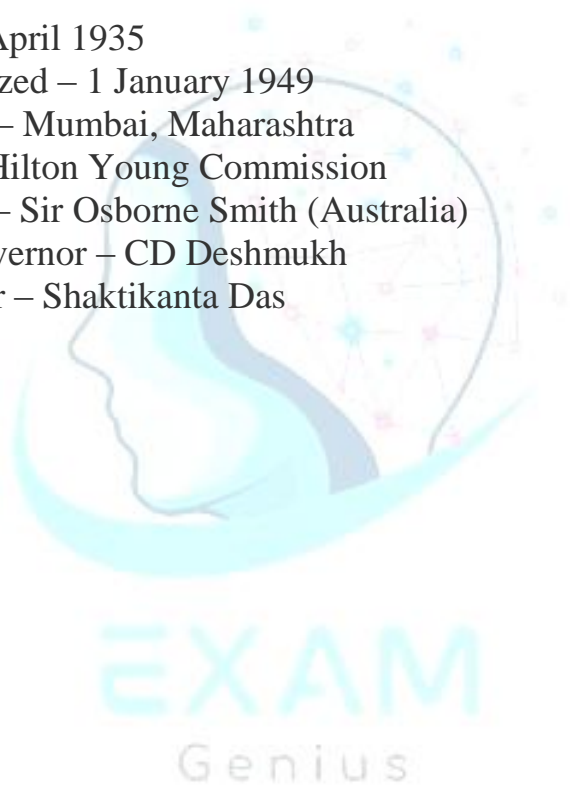 April 1935
zed – 1 January 1949
– Mumbai, Maharashtra
Hilton Young Commission
– Sir Osborne Smith (Australia)
vernor – CD Deshmukh
r – Shaktikanta Das
EXAM
Genius